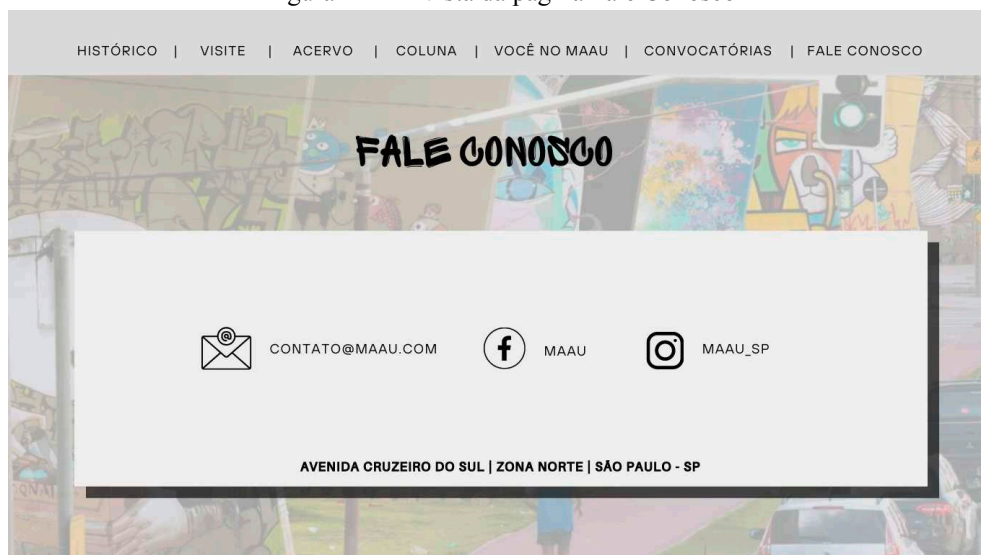 HISTÓRICO | VISITE | ACERVO | COLUNA | VOCÊ NO MAAU | CONVOCATÓRIAS | FALE CONOSCO
FALE CONOSCO
CONTATO@MAAU.COM MAAU MAAU_SP
AVENIDA CRUZEIRO DO SUL | ZONA NORTE | SÃO PAULO - SP